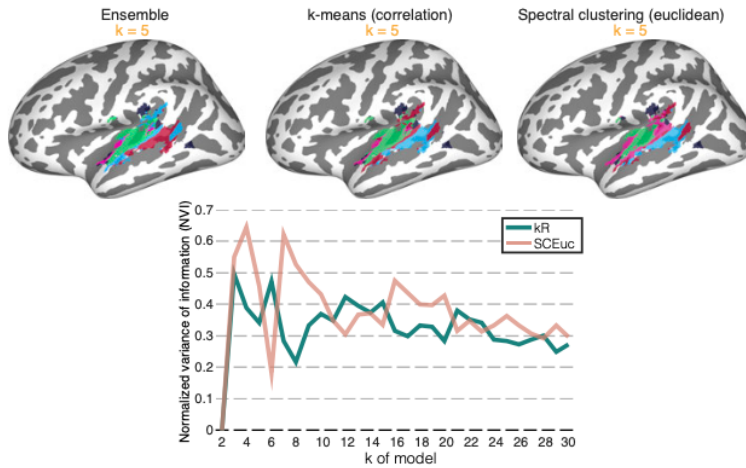 Ensemble
k = 5
k-means (correlation)
k = 5
Spectral clustering (euclidean)
k = 5
Normalized variance of information (NVI)
0.7
0.6
0.5
0.4
0.3
0.2
0.1
0
kR
SCEuc
2 4 6 8 10 12 14 16 18 20 22 24 26 28 30
k of model